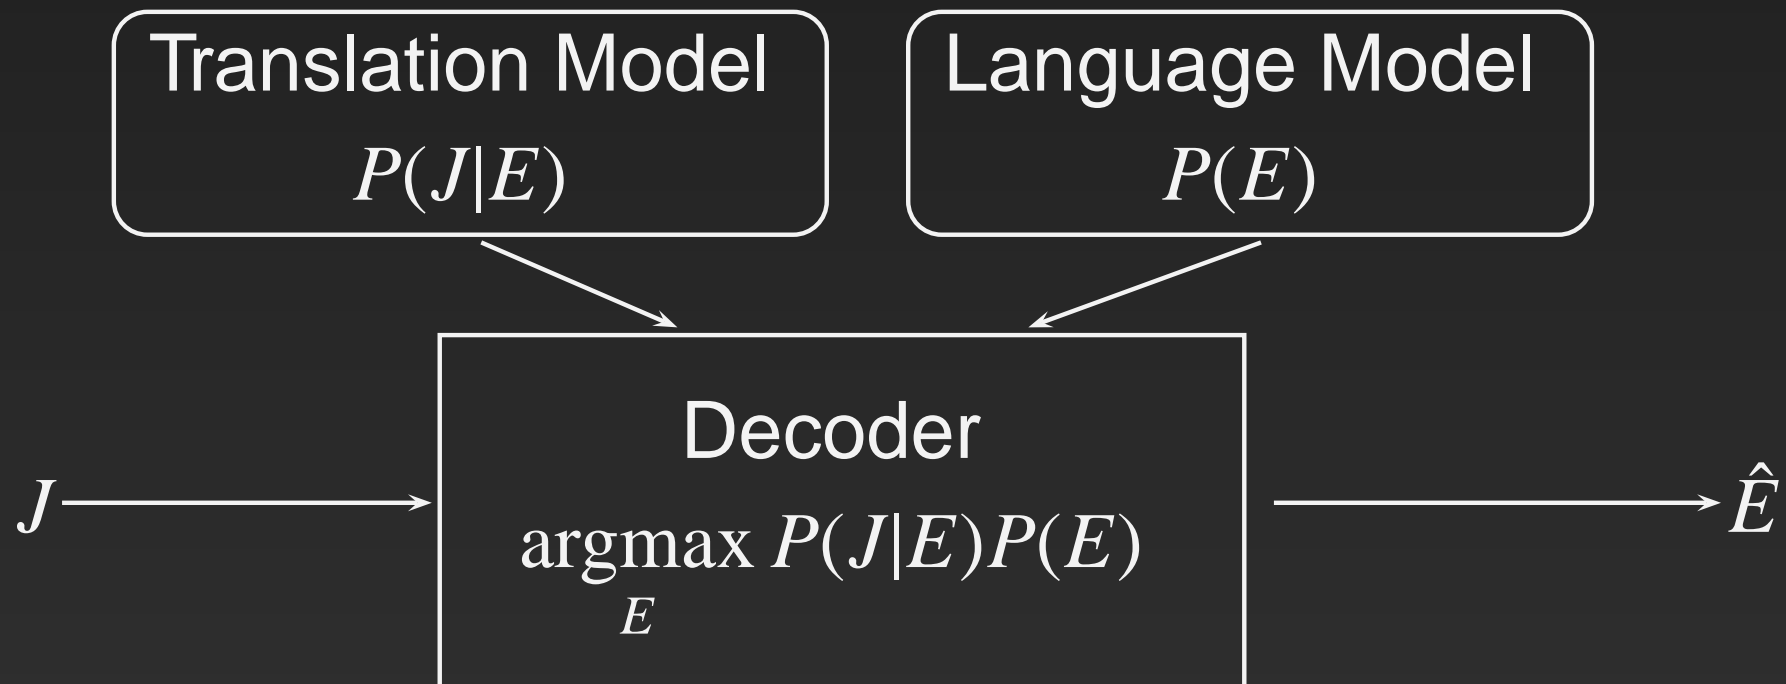 Translation Model
P(J|E)
Language Model
P(E)
Decoder
J
argmax P(J|E)P(E)
E
Ê